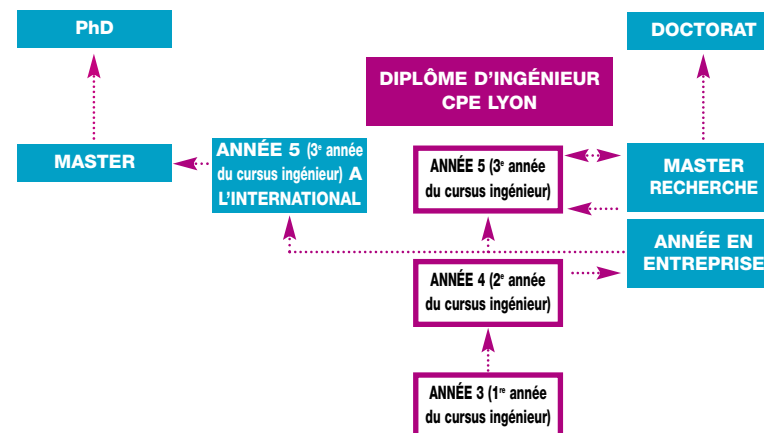 PhD
DOCTORAT
DIPLÔME D'INGÉNIEUR
CPE LYON
MASTER
ANNÉE 5 (3e année
du cursus ingénieur) A
L'INTERNATIONAL
ANNÉE 5 (3e année
du cursus ingénieur)
MASTER
RECHERCHE
ANNÉE EN
ENTREPRISE
ANNÉE 4 (2e année
du cursus ingénieur)
ANNÉE 3 (1re année
du cursus ingénieur)